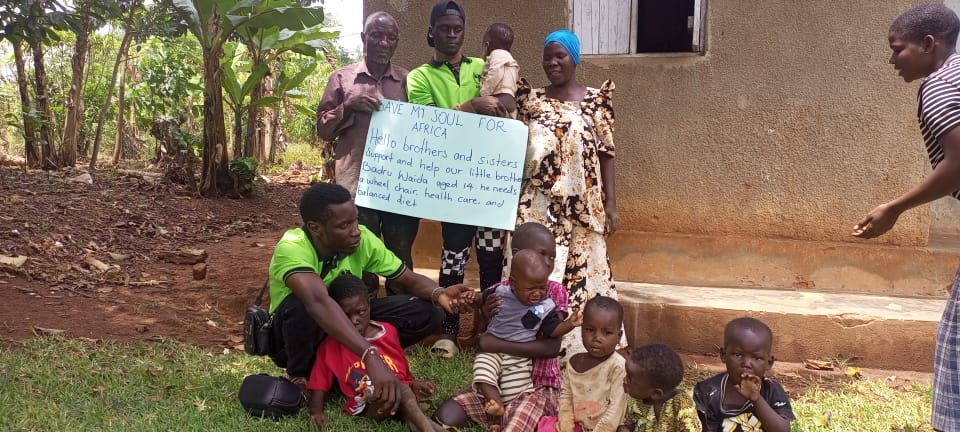 SAVE MY SOUL FOR
AFRICA
Hello brothers and sisters
Support and help our little brother
Badru Waida aged 14. he needs
a wheel chair, health care, and
balanced diet